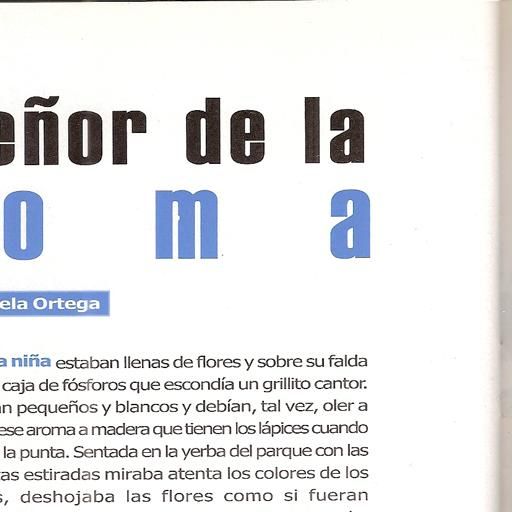 eñor de la
oma
ela Ortega
a niña estaban llenas de flores y sobre su falda
caja de fósforos que escondía un grillito cantor.
an pequeños y blancos y debían, tal vez, oler a
ese aroma a madera que tienen los lápices cuando
la punta. Sentada en la yerba del parque con las
as estiradas miraba atenta los colores de los
s, deshojaba las flores como si fueran